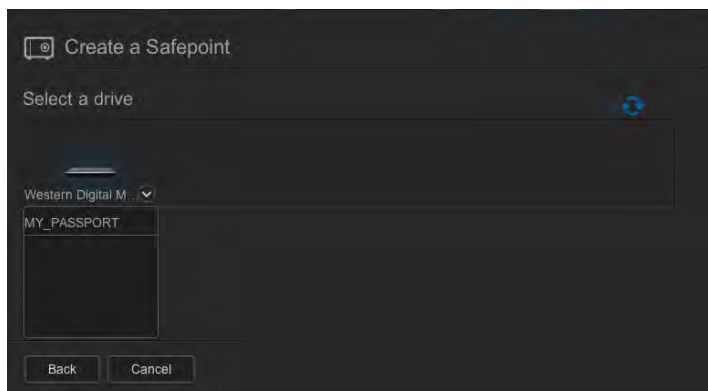 Create a Safepoint
Select a drive
Western Digital M...
MY_PASSPORT
Back Cancel